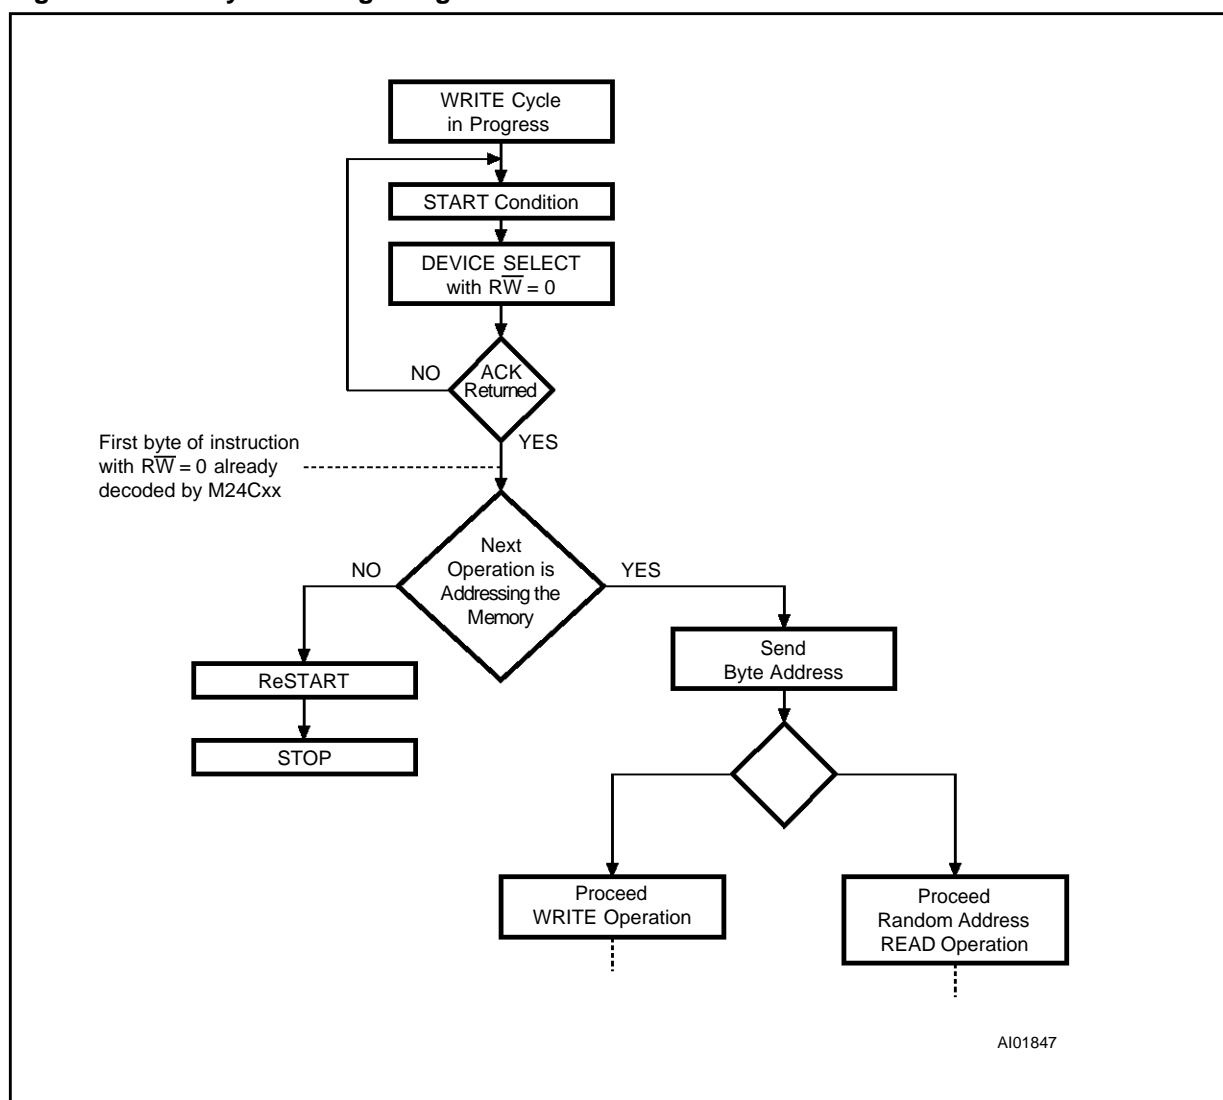 WRITE Cycle
in Progress
START Condition
DEVICE SELECT
with RW̅ = 0
ACK
Returned
NO
YES
First byte of instruction
with RW̅ = 0 already
decoded by M24Cxx
Next
Operation is
Addressing the
Memory
NO
YES
ReSTART
STOP
Send
Byte Address
Proceed
WRITE Operation
Proceed
Random Address
READ Operation
AI01847